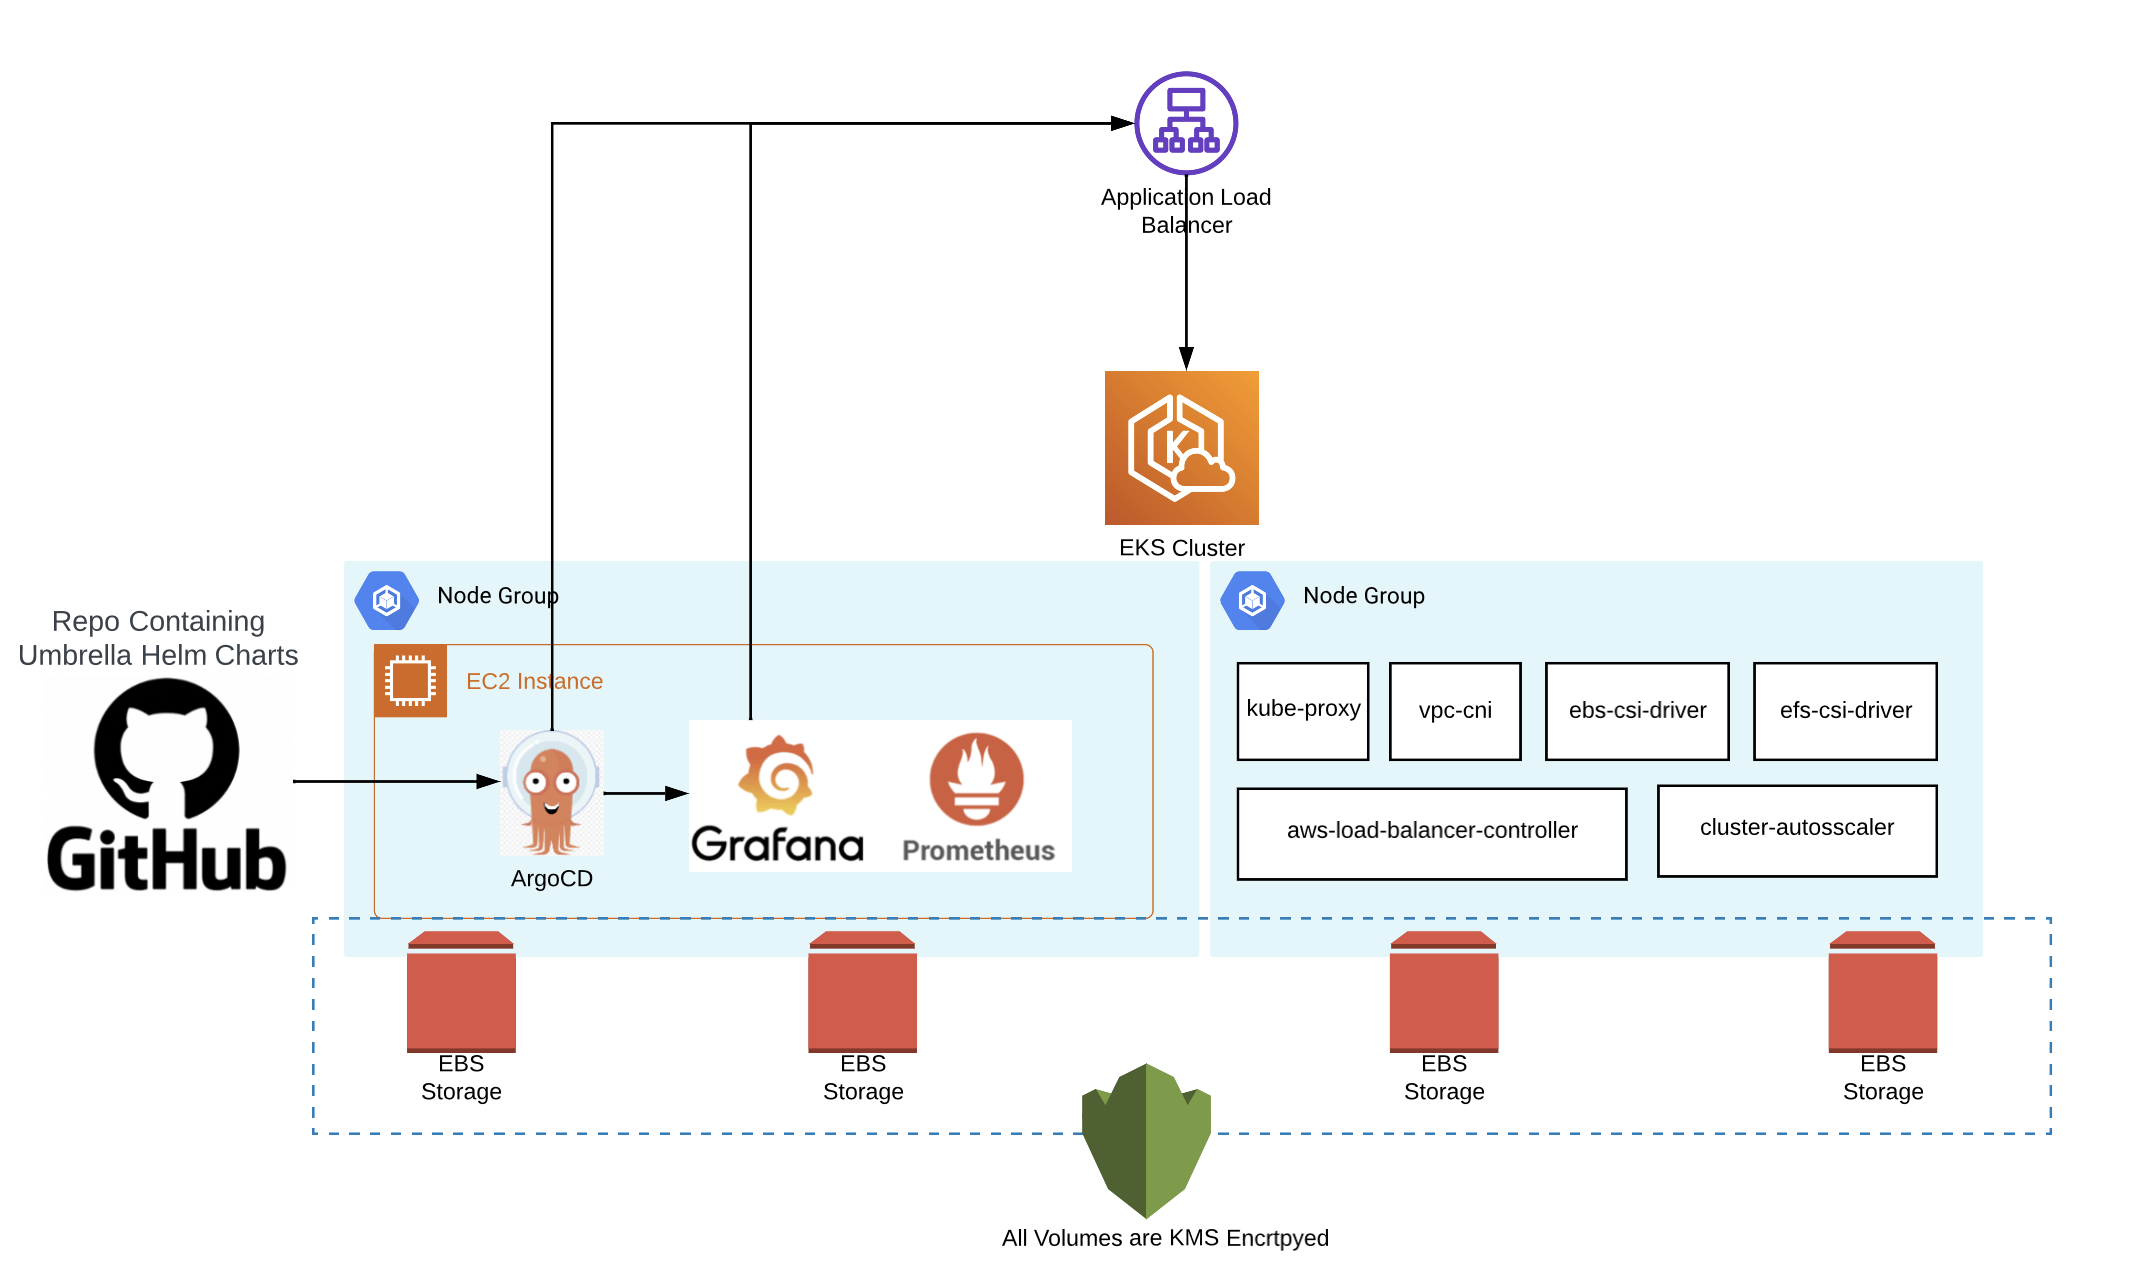 Application Load
Balancer
EKS Cluster
Node Group
Node Group
Repo Containing
Umbrella Helm Charts
EC2 Instance
kube-proxy
vpc-cni
ebs-csi-driver
efs-csi-driver
GitHub
ArgoCD
Grafana
Prometheus
aws-load-balancer-controller
cluster-autosscaler
EBS
Storage
EBS
Storage
EBS
Storage
EBS
Storage
All Volumes are KMS Encrtpyed